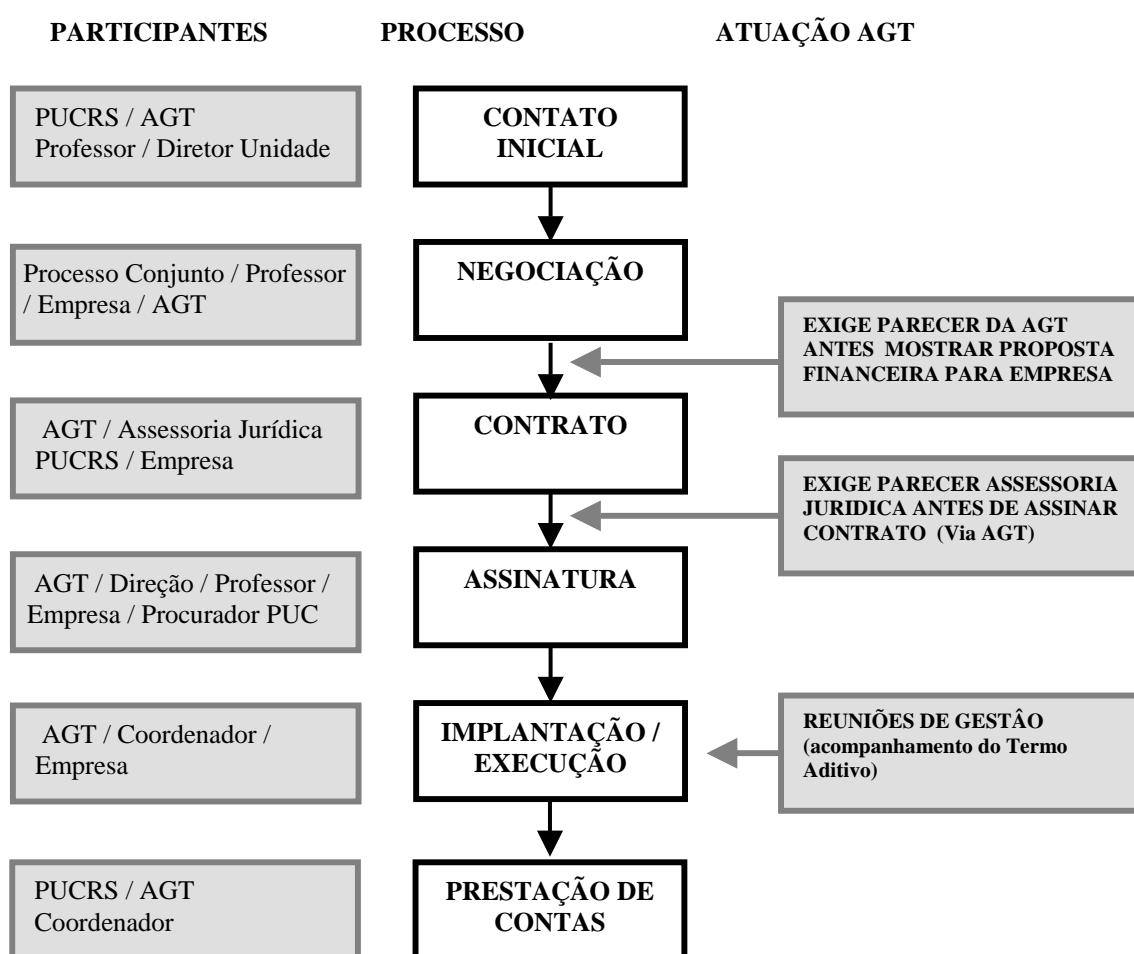 PARTICIPANTES PROCESSO ATUAÇÃO AGT
PUCRS / AGT
Professor / Diretor Unidade
CONTATO
INICIAL
Processo Conjunto / Professor
/ Empresa / AGT
NEGOCIAÇÃO
EXIGE PARECER DA AGT
ANTES MOSTRAR PROPOSTA
FINANCEIRA PARA EMPRESA
AGT / Assessoria Jurídica
PUCRS / Empresa
CONTRATO
EXIGE PARECER ASSESSORIA
JURIDICA ANTES DE ASSINAR
CONTRATO (Via AGT)
AGT / Direção / Professor /
Empresa / Procurador PUC
ASSINATURA
AGT / Coordenador /
Empresa
IMPLANTAÇÃO /
EXECUÇÃO
REUNIÕES DE GESTÂO
(acompanhamento do Termo
Aditivo)
PUCRS / AGT
Coordenador
PRESTAÇÃO DE
CONTAS